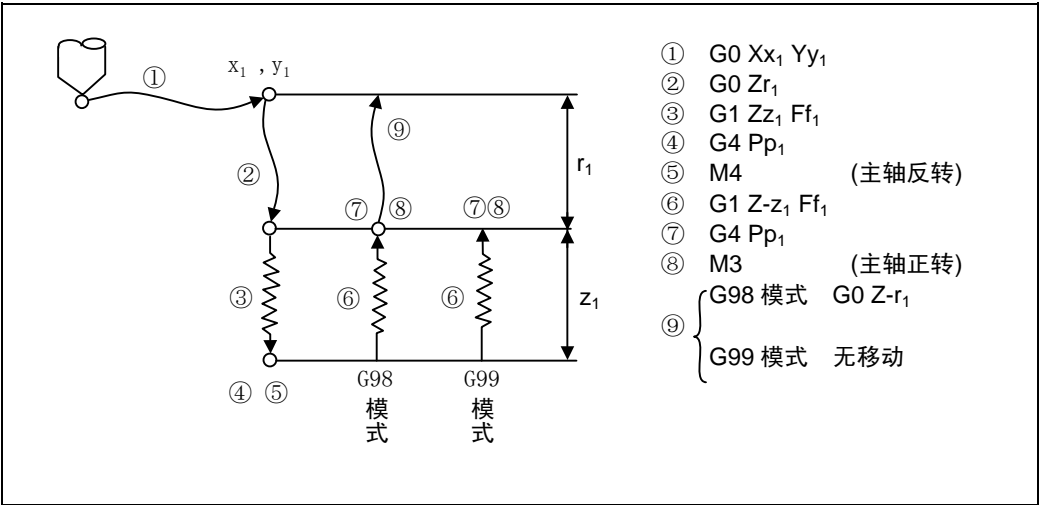 ①
x₁ , y₁
⑨
②
r₁
⑦ ⑧ ⑦⑧
③ ⑥ ⑥
z₁
④ ⑤
G98 模式
G99 模式
① G0 Xx₁ Yy₁
② G0 Zr₁
③ G1 Zz₁ Ff₁
④ G4 Pp₁
⑤ M4 (主轴反转)
⑥ G1 Z-z₁ Ff₁
⑦ G4 Pp₁
⑧ M3 (主轴正转)
⑨ G98 模式 G0 Z-r₁
G99 模式 无移动